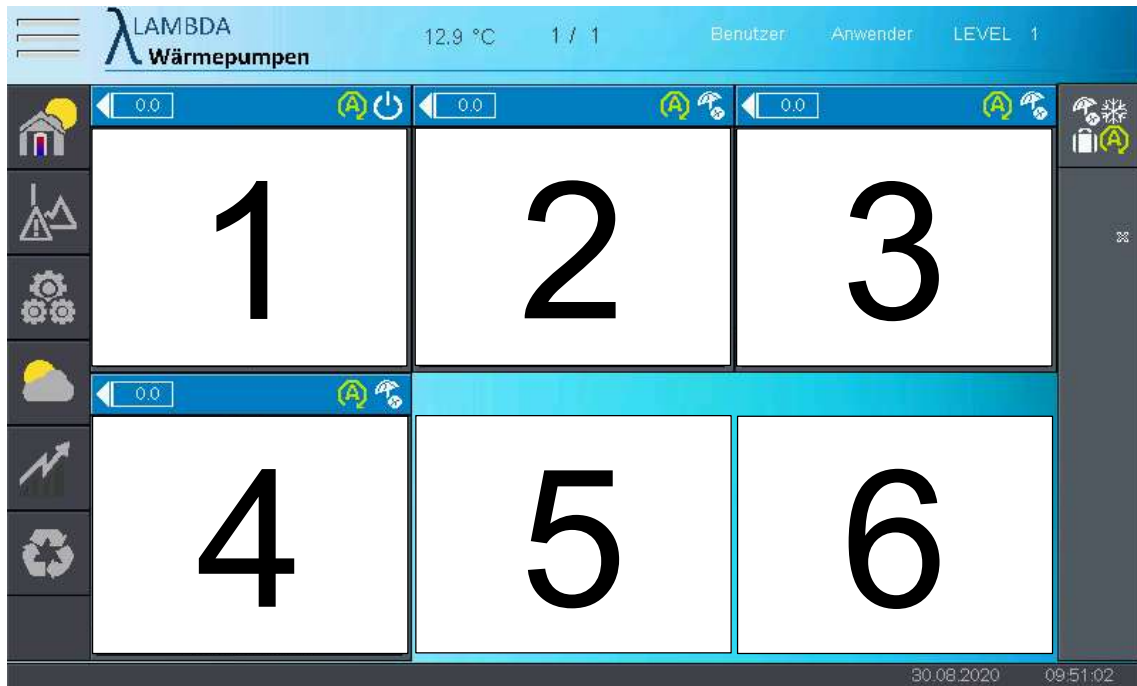 λLAMBDA
Wärmepumpen
12.9 °C 1 / 1 Benutzer Anwender LEVEL 1
0.0 A 0.0 A 0.0 A
A
1 2 3
0.0 A
4 5 6
30.08.2020 09:51:02